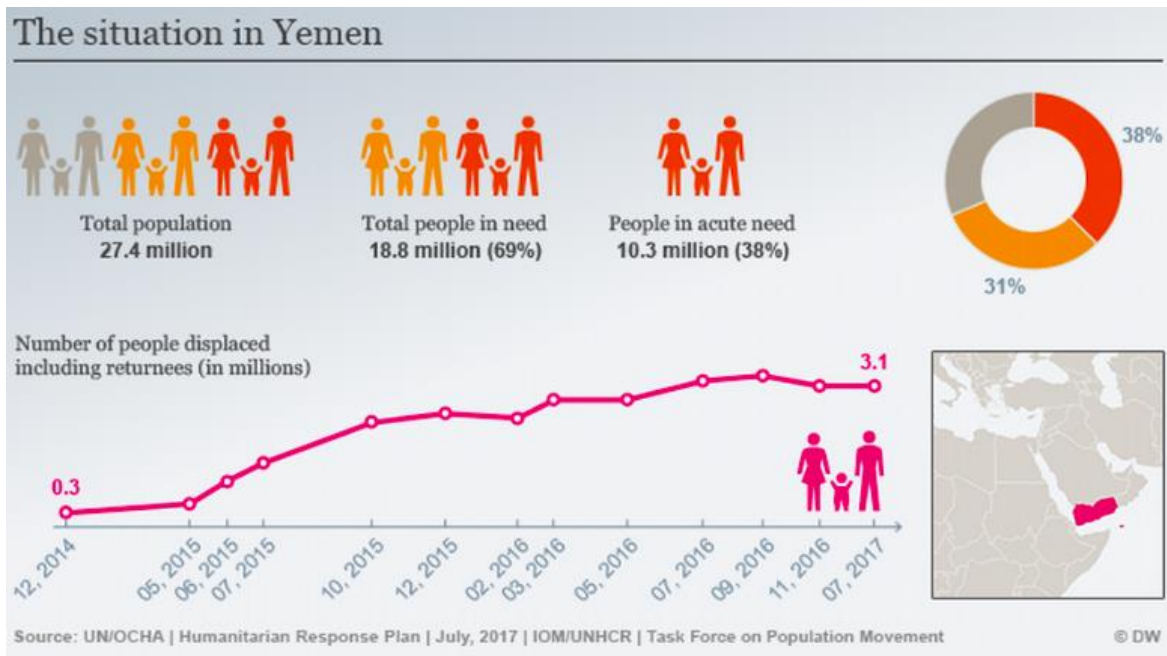 The situation in Yemen
Total population
27.4 million
Total people in need
18.8 million (69%)
People in acute need
10.3 million (38%)
38%
31%
Number of people displaced
including returnees (in millions)
0.3
3.1
12, 2014
05, 2015
06, 2015
07, 2015
10, 2015
12, 2015
02, 2016
03, 2016
05, 2016
07, 2016
09, 2016
11, 2016
07, 2017
Source: UN/OCHA | Humanitarian Response Plan | July, 2017 | IOM/UNHCR | Task Force on Population Movement
© DW